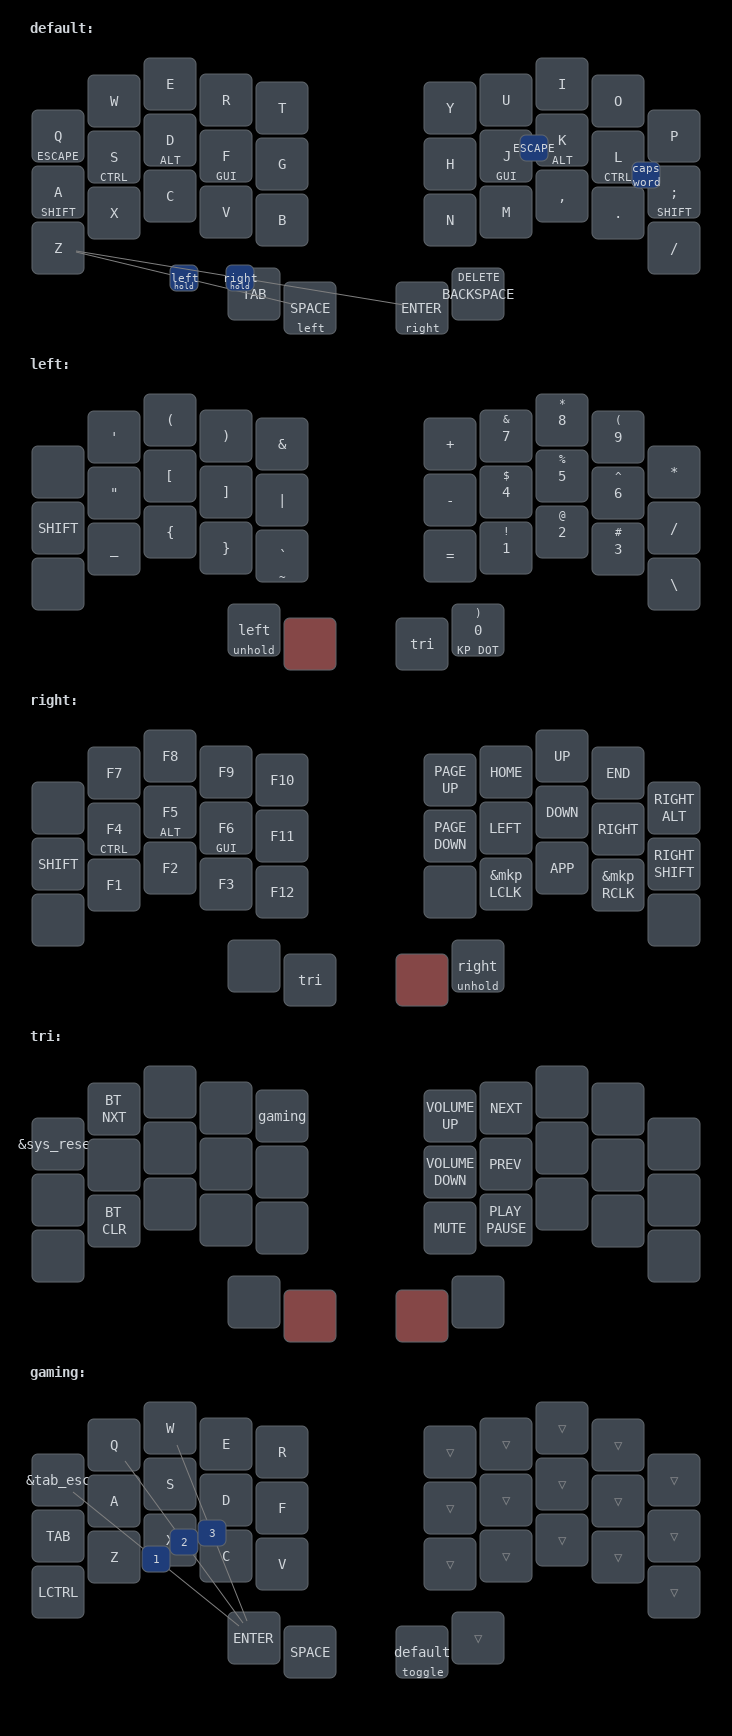 default:
E
W R
T
Q
ESCAPE
D
ALT
S
CTRL
F
GUI
G
A
SHIFT
C
X V
B
Z
left
hold
right
hold
TAB
SPACE
left
I
U O
Y
P
ESCAPE
K
ALT
J
GUI
L
CTRL
H
caps
word
;
SHIFT
,
M .
N
/
DELETE
BACKSPACE
ENTER
right
left:
(
' )
&
[
" ]
|
SHIFT
{
_ }
`
~
left
unhold
*
8
&
7
(
9
+
*
%
5
$
4
^
6
-
/
@
2
!
1
#
3
=
\
)
0
KP DOT
tri
right:
F8
F7 F9
F10
F5
ALT
F4
CTRL
F6
GUI
F11
SHIFT
F2
F1 F3
F12
tri
UP
HOME END
PAGE
UP
RIGHT
ALT
DOWN
LEFT RIGHT
PAGE
DOWN
RIGHT
SHIFT
APP
&mkp
LCLK
&mkp
RCLK
right
unhold
tri:
BT
NXT
gaming
&sys_rese
BT
CLR
VOLUME
UP
NEXT
VOLUME
DOWN
PREV
MUTE
PLAY
PAUSE
gaming:
W
Q E
R
&tab_esc
S
A D
F
TAB
X
Z C
V
1 2 3
LCTRL
ENTER
SPACE
▽
▽ ▽
▽
▽
▽
▽ ▽
▽
▽
▽
▽ ▽
▽
▽
▽
default
toggle